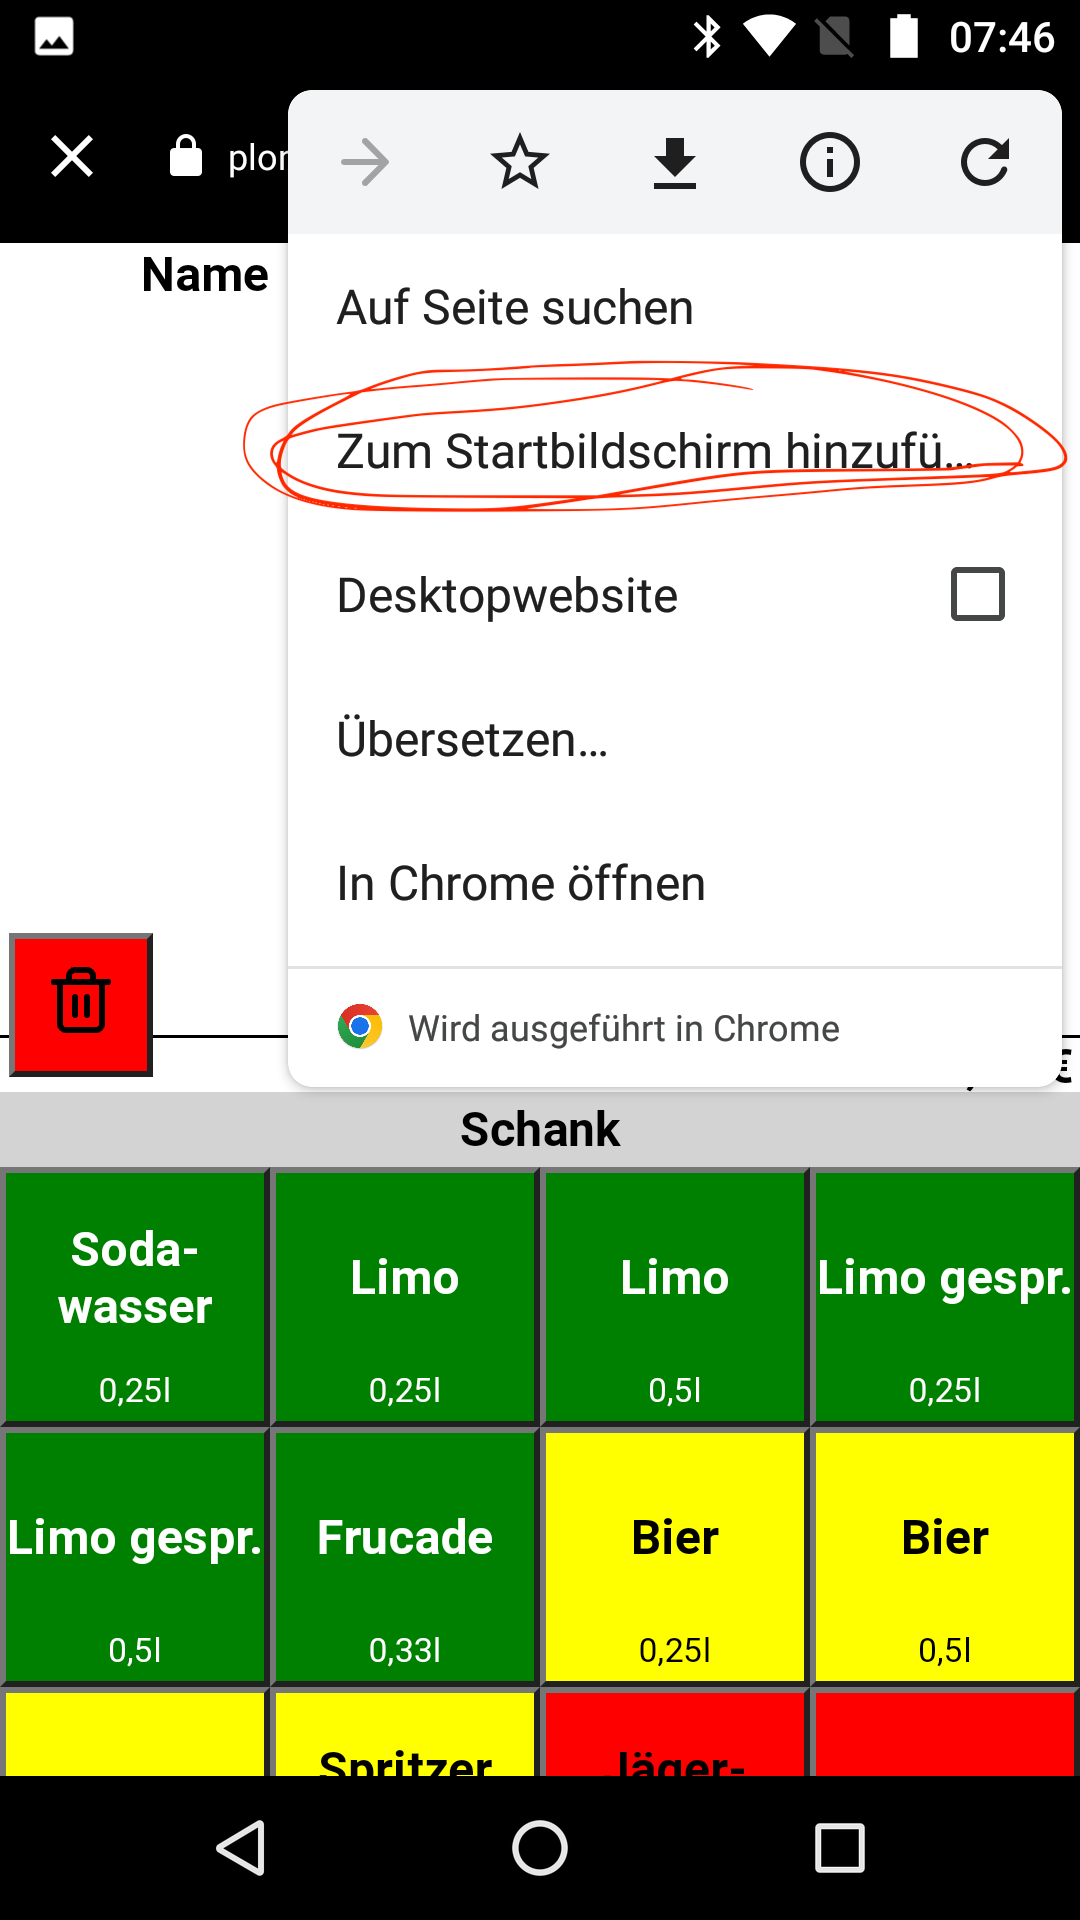 07:46
plor
Name
Auf Seite suchen
Zum Startbildschirm hinzufü…
Desktopwebsite
Übersetzen…
In Chrome öffnen
Wird ausgeführt in Chrome
€
Schank
Soda-
wasser
0,25l
Limo
0,25l
Limo
0,5l
Limo gespr.
0,25l
Limo gespr.
0,5l
Frucade
0,33l
Bier
0,25l
Bier
0,5l
Spritzer
Jäger-